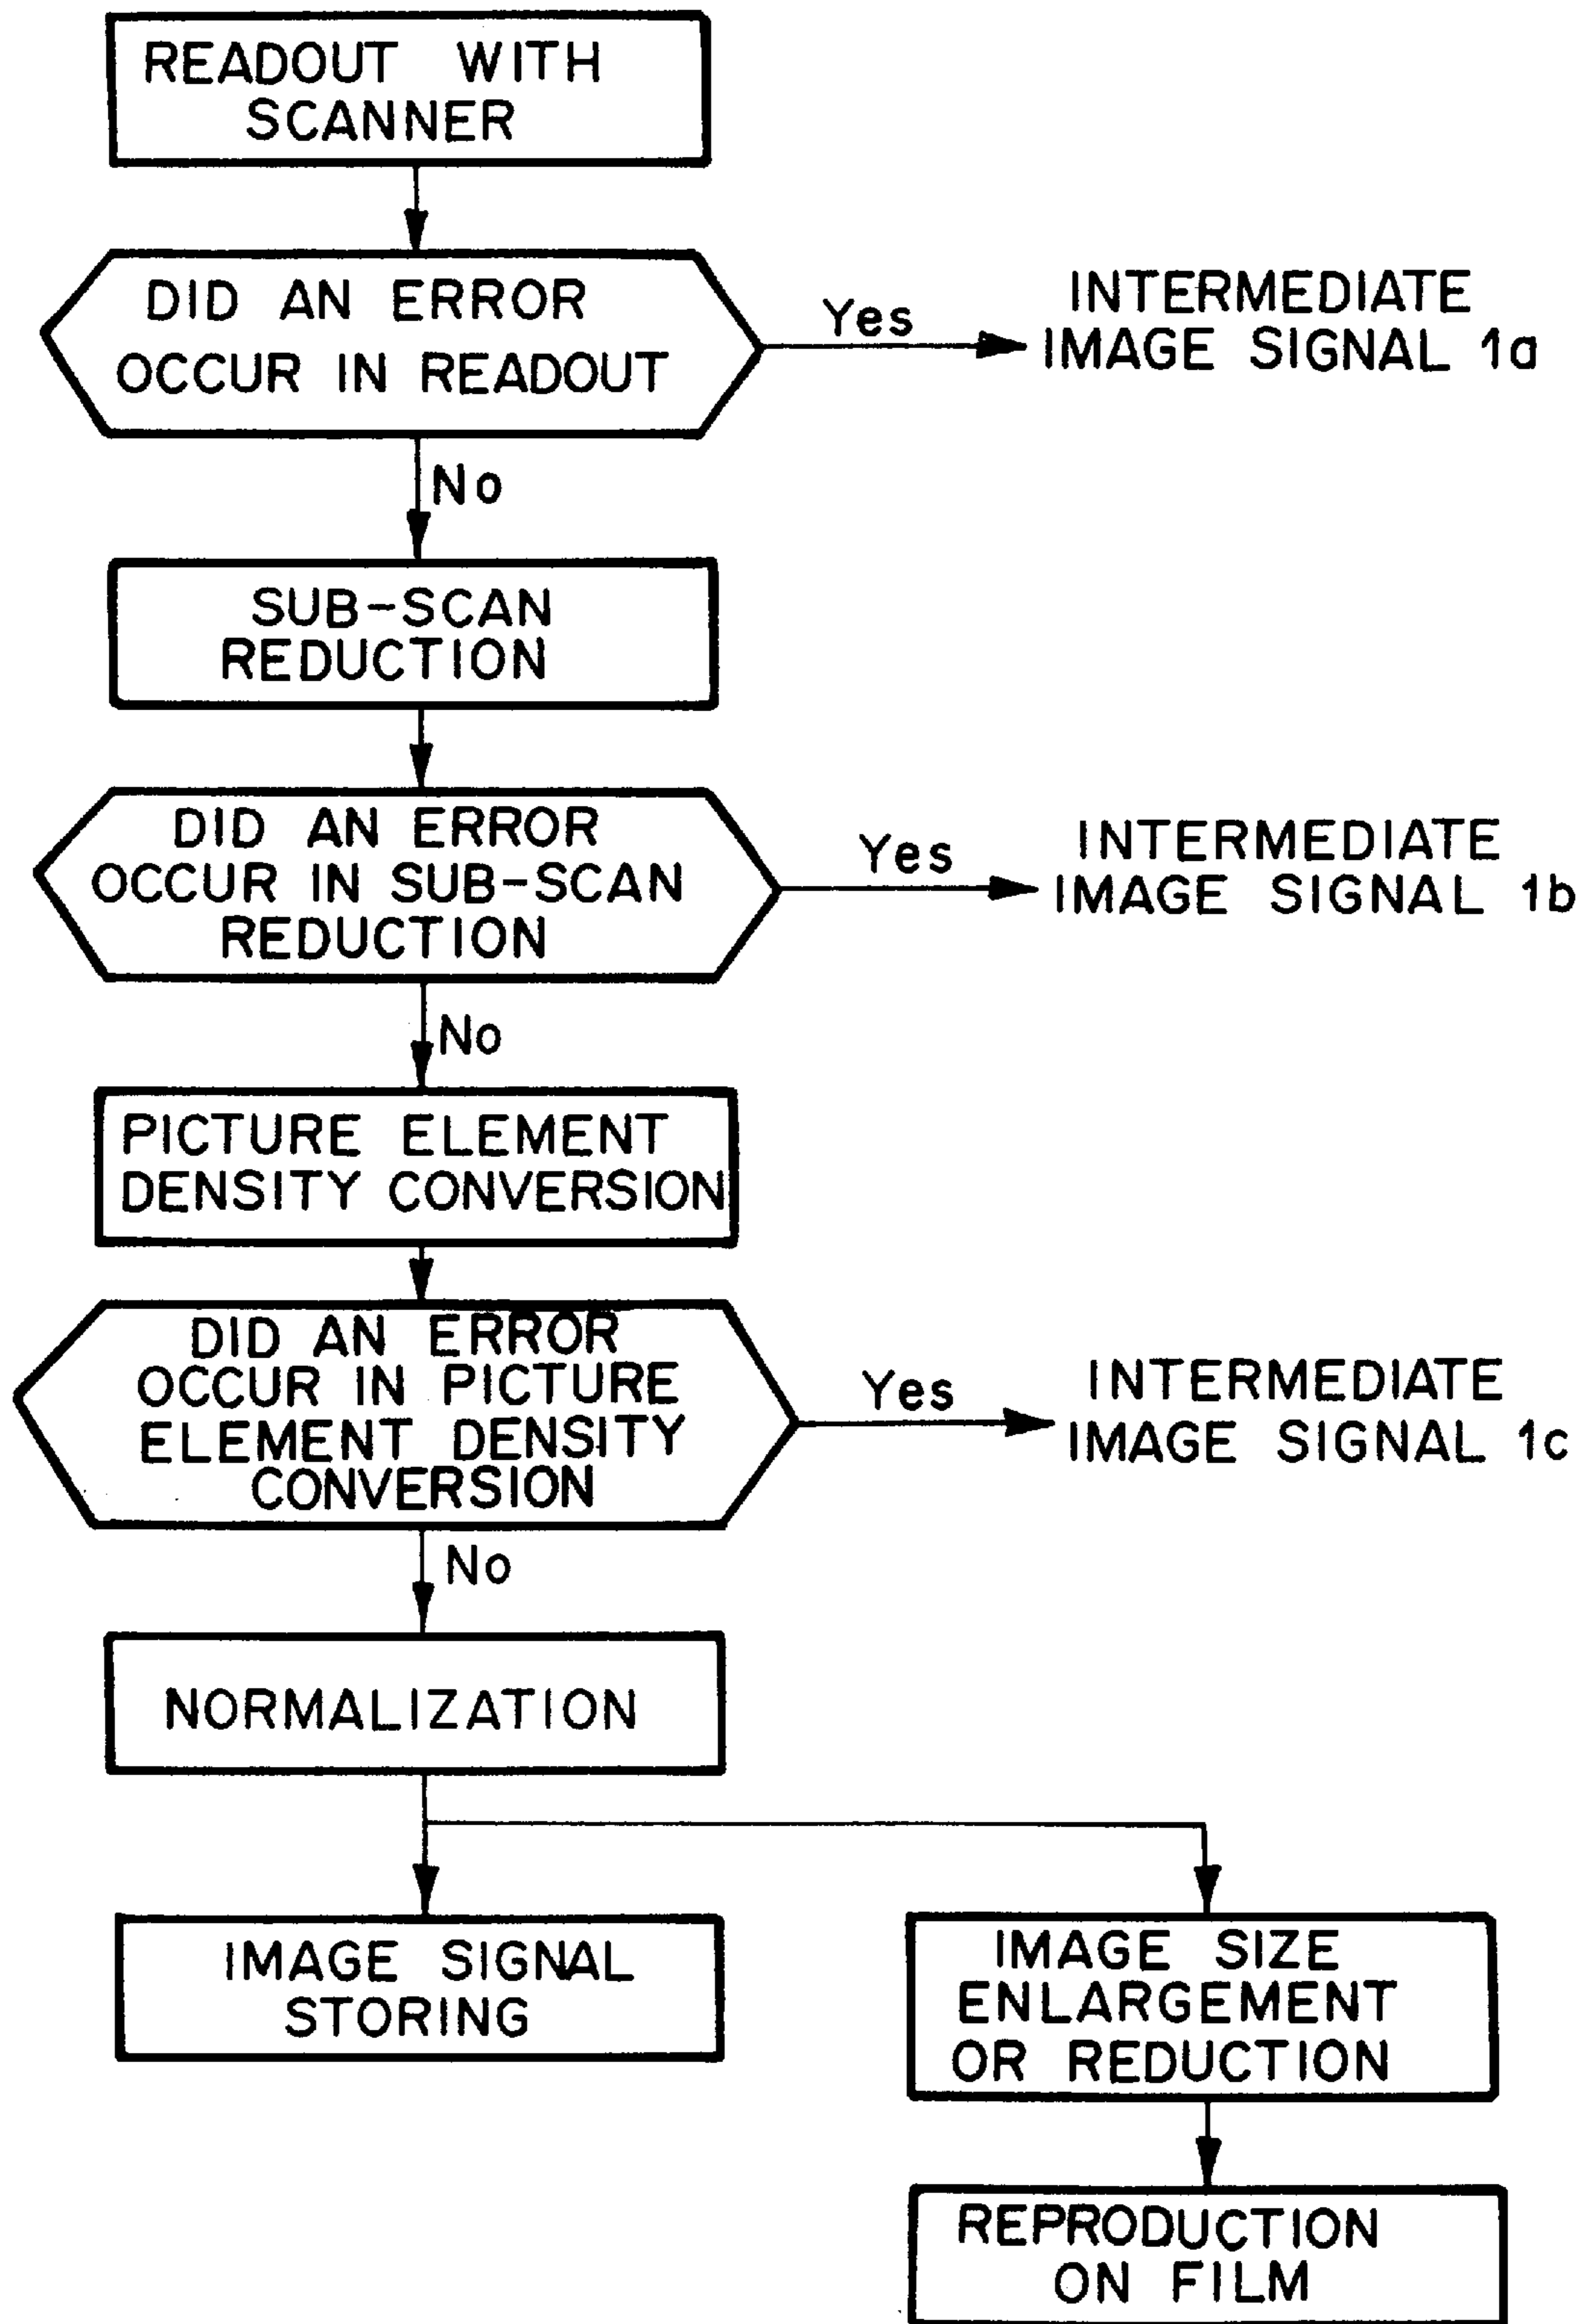 READOUT WITH
SCANNER
DID AN ERROR
OCCUR IN READOUT
Yes
INTERMEDIATE
IMAGE SIGNAL 1a
No
SUB-SCAN
REDUCTION
DID AN ERROR
OCCUR IN SUB-SCAN
REDUCTION
Yes
INTERMEDIATE
IMAGE SIGNAL 1b
No
PICTURE ELEMENT
DENSITY CONVERSION
DID AN ERROR
OCCUR IN PICTURE
ELEMENT DENSITY
CONVERSION
Yes
INTERMEDIATE
IMAGE SIGNAL 1c
No
NORMALIZATION
IMAGE SIGNAL
STORING
IMAGE SIZE
ENLARGEMENT
OR REDUCTION
REPRODUCTION
ON FILM